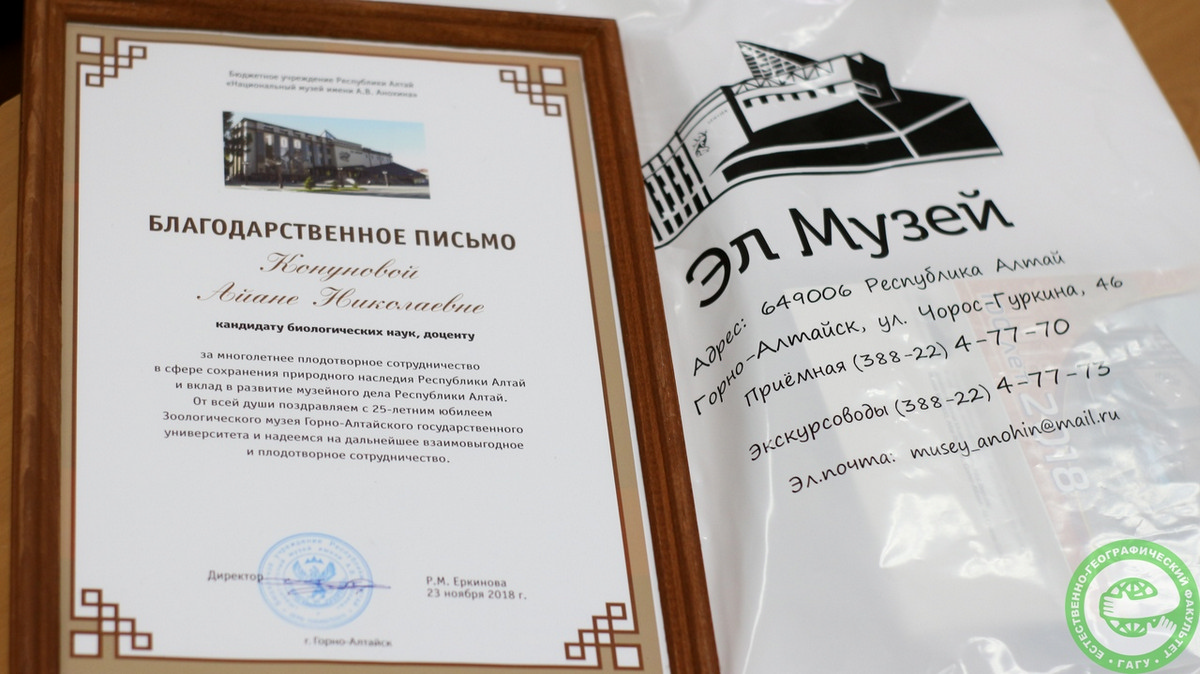 Бюджетное учреждение Республики Алтай
«Национальный музей имени А.В. Анохина»
БЛАГОДАРСТВЕННОЕ ПИСЬМО
Копуновой
Айане Николаевне
кандидату биологических наук, доценту
за многолетнее плодотворное сотрудничество
в сфере сохранения природного наследия Республики Алтай
и вклад в развитие музейного дела Республики Алтай.
От всей души поздравляем с 25-летним юбилеем
Зоологического музея Горно-Алтайского государственного
университета и надеемся на дальнейшее взаимовыгодное
и плодотворное сотрудничество.
Директор
Р.М. Еркинова
23 ноября 2018 г.
г. Горно-Алтайск
Эл Музей
Адрес: 649006 Республика Алтай
Горно-Алтайск, ул. Чорос-Гуркина, 46
Приёмная (388-22) 4-77-70
Экскурсоводы (388-22) 4-77-73
Эл.почта: musey_anohin@mail.ru
2018
ЕСТЕСТВЕННО-ГЕОГРАФИЧЕСКИЙ ФАКУЛЬТЕТ
ГАГУ